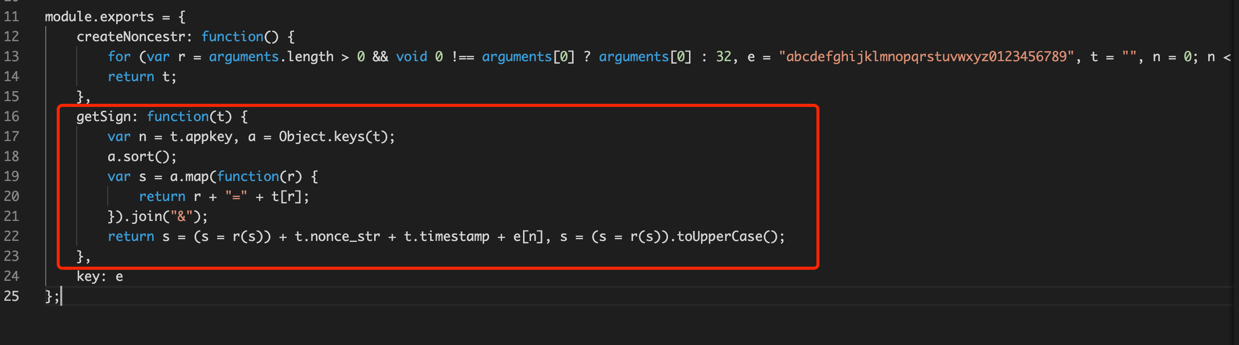 11 module.exports = {
12 createNoncestr: function() {
13 for (var r = arguments.length > 0 && void 0 !== arguments[0] ? arguments[0] : 32, e = "abcdefghijklmnopqrstuvwxyz0123456789", t = "", n = 0; n <
14 return t;
15 },
16 getSign: function(t) {
17 var n = t.appkey, a = Object.keys(t);
18 a.sort();
19 var s = a.map(function(r) {
20 return r + "=" + t[r];
21 }).join("&");
22 return s = (s = r(s)) + t.nonce_str + t.timestamp + e[n], s = (s = r(s)).toUpperCase();
23 },
24 key: e
25 };